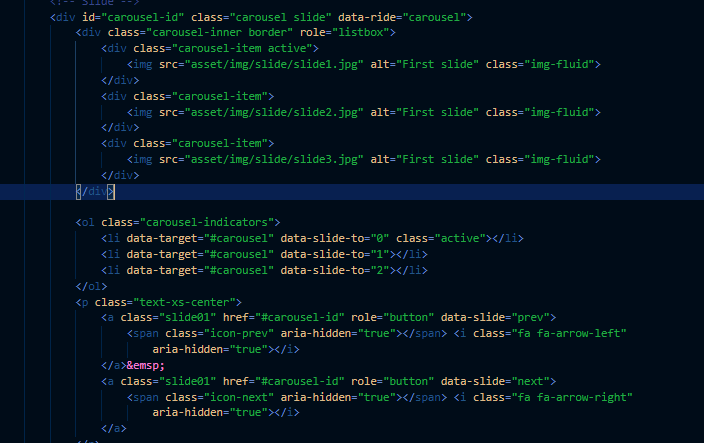 <!-- Slide -->
<div id="carousel-id" class="carousel slide" data-ride="carousel">
<div class="carousel-inner border" role="listbox">
<div class="carousel-item active">
<img src="asset/img/slide/slide1.jpg" alt="First slide" class="img-fluid">
</div>
<div class="carousel-item">
<img src="asset/img/slide/slide2.jpg" alt="First slide" class="img-fluid">
</div>
<div class="carousel-item">
<img src="asset/img/slide/slide3.jpg" alt="First slide" class="img-fluid">
</div>
</div>
<ol class="carousel-indicators">
<li data-target="#carousel" data-slide-to="0" class="active"></li>
<li data-target="#carousel" data-slide-to="1"></li>
<li data-target="#carousel" data-slide-to="2"></li>
</ol>
<p class="text-xs-center">
<a class="slide01" href="#carousel-id" role="button" data-slide="prev">
<span class="icon-prev" aria-hidden="true"></span> <i class="fa fa-arrow-left"
aria-hidden="true"></i>
</a>&emsp;
<a class="slide01" href="#carousel-id" role="button" data-slide="next">
<span class="icon-next" aria-hidden="true"></span> <i class="fa fa-arrow-right"
aria-hidden="true"></i>
</a>